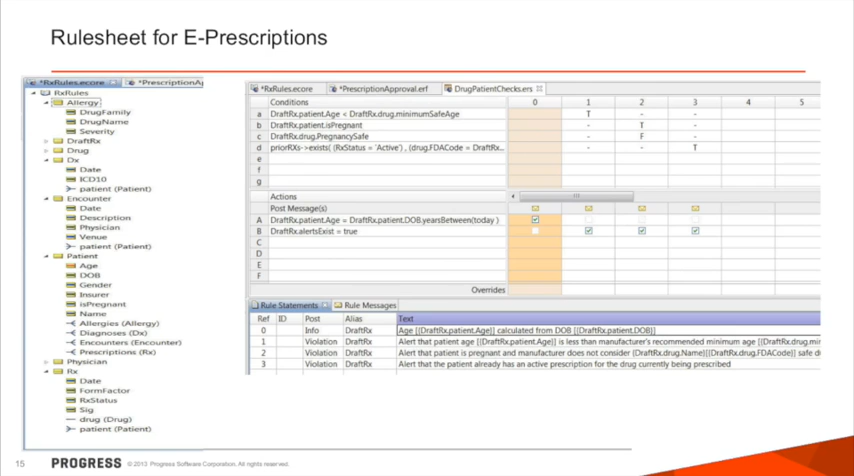 Rulesheet for E-Prescriptions
*RxRules.ecore *PrescriptionAp
RxRules
Allergy
DrugFamily
DrugName
Severity
DraftRx
Drug
Dx
Date
ICD10
patient (Patient)
Encounter
Date
Description
Physician
Venue
patient (Patient)
Patient
Age
DOB
Gender
Insurer
isPregnant
Name
Allergies (Allergy)
Diagnoses (Dx)
Encounters (Encounter)
Prescriptions (Rx)
Physician
Rx
Date
FormFactor
RxStatus
Sig
drug (Drug)
patient (Patient)
*RxRules.ecore *PrescriptionApproval.erf DrugPatientChecks.ers
Conditions 0 1 2 3 4 5
a DraftRx.patient.Age < DraftRx.drug.minimumSafeAge T - -
b DraftRx.patient.isPregnant - T -
c DraftRx.drug.PregnancySafe - F -
d priorRXs->exists( (RxStatus = 'Active') , (drug.FDACode = DraftRx... - - T
e
f
g
Actions
Post Message(s)
A DraftRx.patient.Age = DraftRx.patient.DOB.yearsBetween(today )
B DraftRx.alertsExist = true
C
D
E
F
Overrides
Rule Statements Rule Messages
Ref ID Post Alias Text
0 Info DraftRx Age [{DraftRx.patient.Age}] calculated from DOB [{DraftRx.patient.DOB}]
1 Violation DraftRx Alert that patient age [{DraftRx.patient.Age}] is less than manufacturer's recommended minimum age [{DraftRx.drug.mir
2 Violation DraftRx Alert that patient is pregnant and manufacturer does not consider {DraftRx.drug.Name}[{DraftRx.drug.FDACode}] safe d
3 Violation DraftRx Alert that the patient already has an active prescription for the drug currently being prescribed
15 PROGRESS © 2013 Progress Software Corporation. All rights reserved.